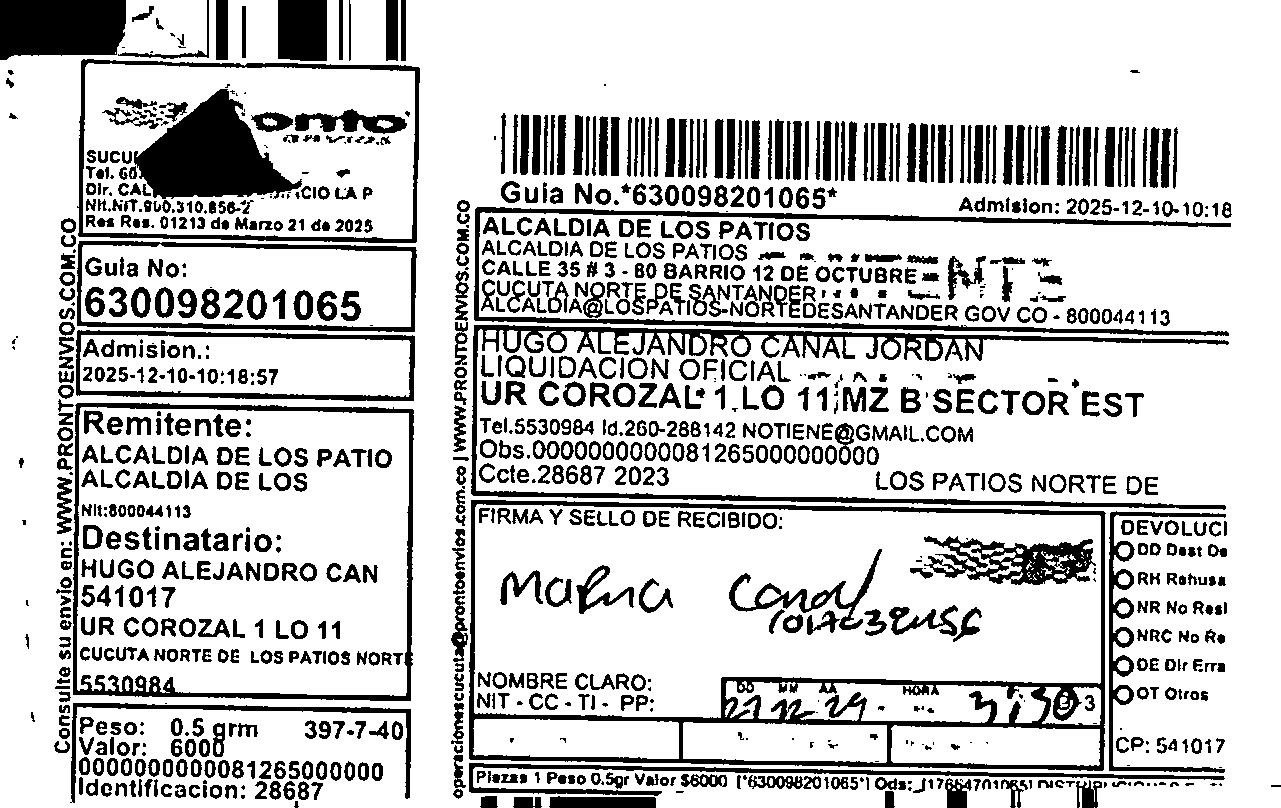 onto
SUCU
Tel. 60
Dir. CAL CIO LA P
Nit.NIT.900.310.856-2
Res Res. 01213 de Marzo 21 de 2025
Consulte su envio en: WWW.PRONTOENVIOS.COM.CO
Guia No:
630098201065
Admision.:
2025-12-10-10:18:57
Remitente:
ALCALDIA DE LOS PATIO
ALCALDIA DE LOS
Nit:800044113
Destinatario:
HUGO ALEJANDRO CAN
541017
UR COROZAL 1 LO 11
CUCUTA NORTE DE LOS PATIOS NORTE
5530984
Peso: 0.5 grm 397-7-40
Valor: 6000
0000000000081265000000
Identificacion: 28687
Guia No.*630098201065*
Admision: 2025-12-10-10:18
operacionescucuta@prontoenvios.com.co | WWW.PRONTOENVIOS.COM.CO
ALCALDIA DE LOS PATIOS
ALCALDIA DE LOS PATIOS
CALLE 35 # 3 - 80 BARRIO 12 DE OCTUBRE
CUCUTA NORTE DE SANTANDER
ALCALDIA@LOSPATIOS-NORTEDESANTANDER GOV CO - 800044113
HUGO ALEJANDRO CANAL JORDAN
LIQUIDACION OFICIAL
UR COROZAL 1 LO 11 MZ B SECTOR EST
Tel.5530984 Id.260-288142 NOTIENE@GMAIL.COM
Obs.0000000000081265000000000
Ccte.28687 2023 LOS PATIOS NORTE DE
FIRMA Y SELLO DE RECIBIDO:
Canal
NOMBRE CLARO:
NIT - CC - TI - PP:
DD MM AA HORA
3:30
DEVOLUCI
DD Dest De
RH Rehusa
NR No Resi
NRC No Re
DE Dir Erra
OT Otros
CP: 541017
Piezas 1 Peso 0.5gr Valor $6000 [*630098201065*] Ods: